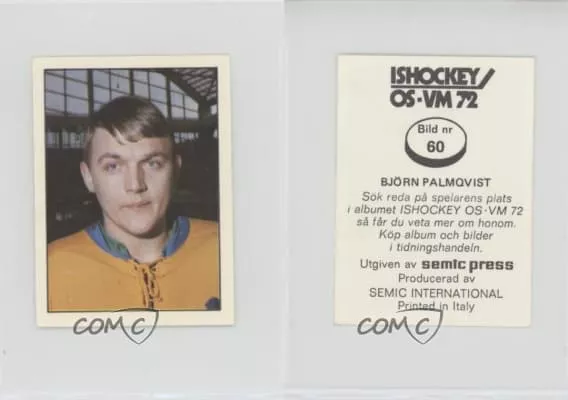 COMC
ISHOCKEY
OS·VM 72
Bild nr
60
BJÖRN PALMQVIST
Sök reda på spelarens plats
i albumet ISHOCKEY OS-VM 72
så får du veta mer om honom.
Köp album och bilder
i tidningshandeln.
Utgiven av semic press
Producerad av
SEMIC INTERNATIONAL
Printed in Italy
COMC